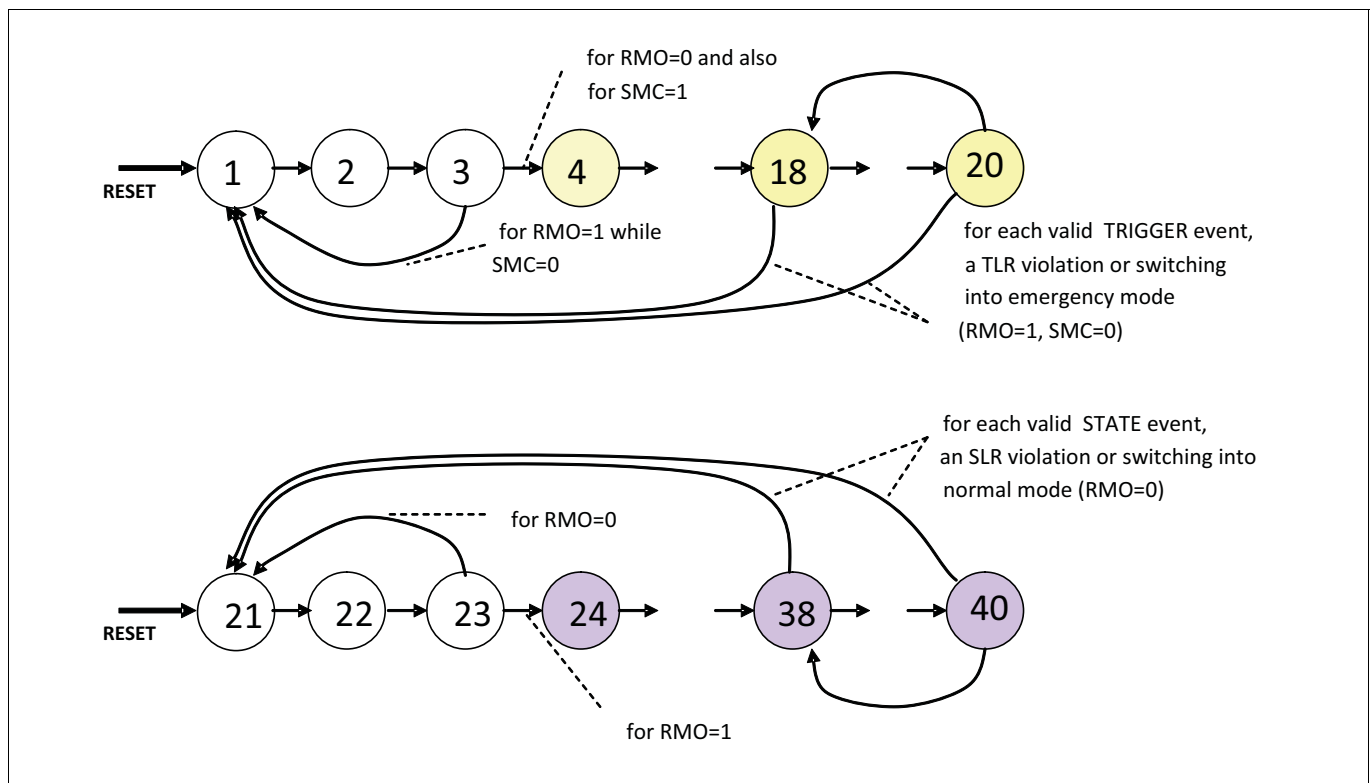 for RMO=0 and also
for SMC=1
1
2
3
4
18
20
RESET
for RMO=1 while
SMC=0
for each valid TRIGGER event,
a TLR violation or switching
into emergency mode
(RMO=1, SMC=0)
for each valid STATE event,
an SLR violation or switching into
normal mode (RMO=0)
for RMO=0
21
22
23
24
38
40
RESET
for RMO=1